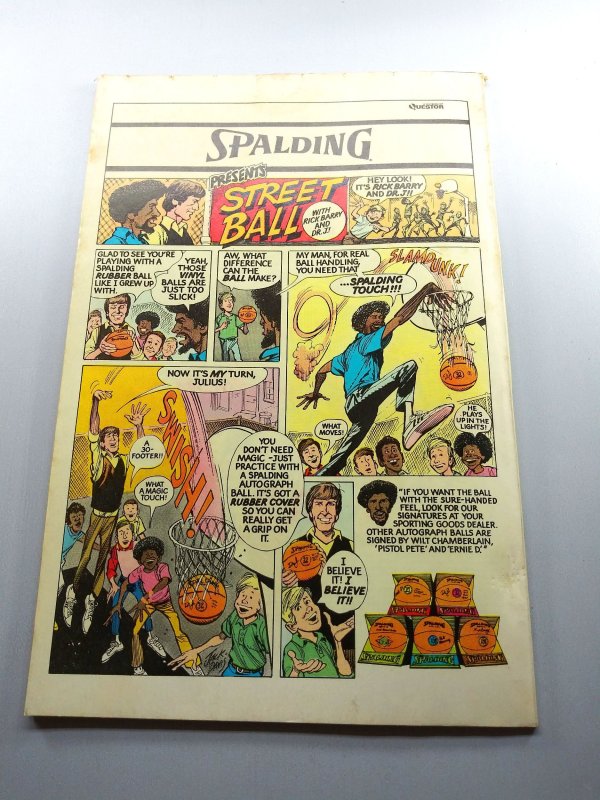 QUESTOR
SPALDING
PRESENTS
STREET
BALL
WITH
RICK BARRY
AND
DR. J!
HEY LOOK!
IT'S RICK BARRY
AND DR. J!!
GLAD TO SEE YOU'RE
PLAYING WITH A
SPALDING
RUBBER BALL
LIKE I GREW UP
WITH.
YEAH,
THOSE
VINYL
BALLS ARE
JUST TOO
SLICK!
AW, WHAT
DIFFERENCE
CAN THE
BALL MAKE?
MY MAN, FOR REAL
BALL HANDLING,
YOU NEED THAT
...SPALDING
TOUCH!!!
SLAM DUNK!
WHAT
MOVES!
HE
PLAYS
UP IN THE
LIGHTS!
NOW IT'S MY TURN,
JULIUS!
A
30-
FOOTER!!
WHAT
A MAGIC
TOUCH!
SWISH!
YOU
DON'T NEED
MAGIC -JUST
PRACTICE WITH
A SPALDING
AUTOGRAPH
BALL. IT'S GOT A
RUBBER COVER
SO YOU CAN
REALLY GET
A GRIP ON
IT.
I
BELIEVE
IT! I
BELIEVE
IT!!
"IF YOU WANT THE BALL
WITH THE SURE-HANDED
FEEL, LOOK FOR OUR
SIGNATURES AT YOUR
SPORTING GOODS DEALER.
OTHER AUTOGRAPH BALLS ARE
SIGNED BY WILT CHAMBERLAIN,
'PISTOL PETE' AND 'ERNIE D.'"
SPALDING
SPALDING
SPALDING
SPALDING
SPALDING